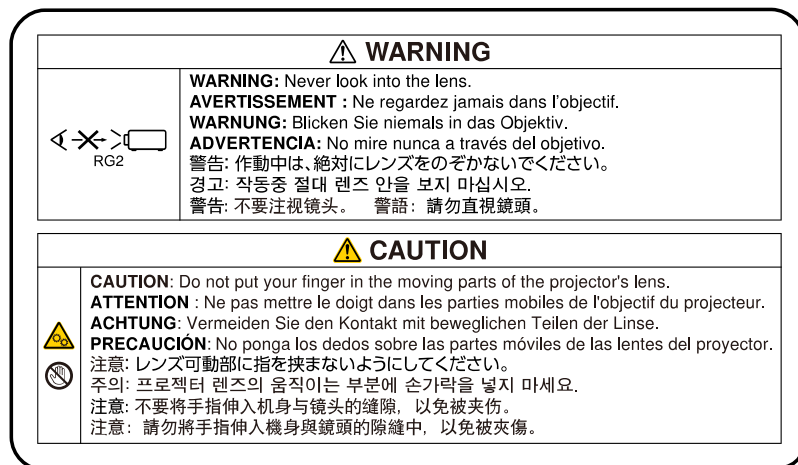 WARNING
RG2
WARNING: Never look into the lens.
AVERTISSEMENT : Ne regardez jamais dans l'objectif.
WARNUNG: Blicken Sie niemals in das Objektiv.
ADVERTENCIA: No mire nunca a través del objetivo.
警告: 作動中は、絶対にレンズをのぞかないでください。
경고: 작동중 절대 렌즈 안을 보지 마십시오.
警告: 不要注视镜头。 警語: 請勿直視鏡頭。
CAUTION
CAUTION: Do not put your finger in the moving parts of the projector's lens.
ATTENTION : Ne pas mettre le doigt dans les parties mobiles de l'objectif du projecteur.
ACHTUNG: Vermeiden Sie den Kontakt mit beweglichen Teilen der Linse.
PRECAUCIÓN: No ponga los dedos sobre las partes móviles de las lentes del proyector.
注意: レンズ可動部に指を挟まないようにしてください。
주의: 프로젝터 렌즈의 움직이는 부분에 손가락을 넣지 마세요.
注意: 不要将手指伸入机身与镜头的缝隙，以免被夹伤。
注意: 請勿將手指伸入機身與鏡頭的隙縫中，以免被夾傷。